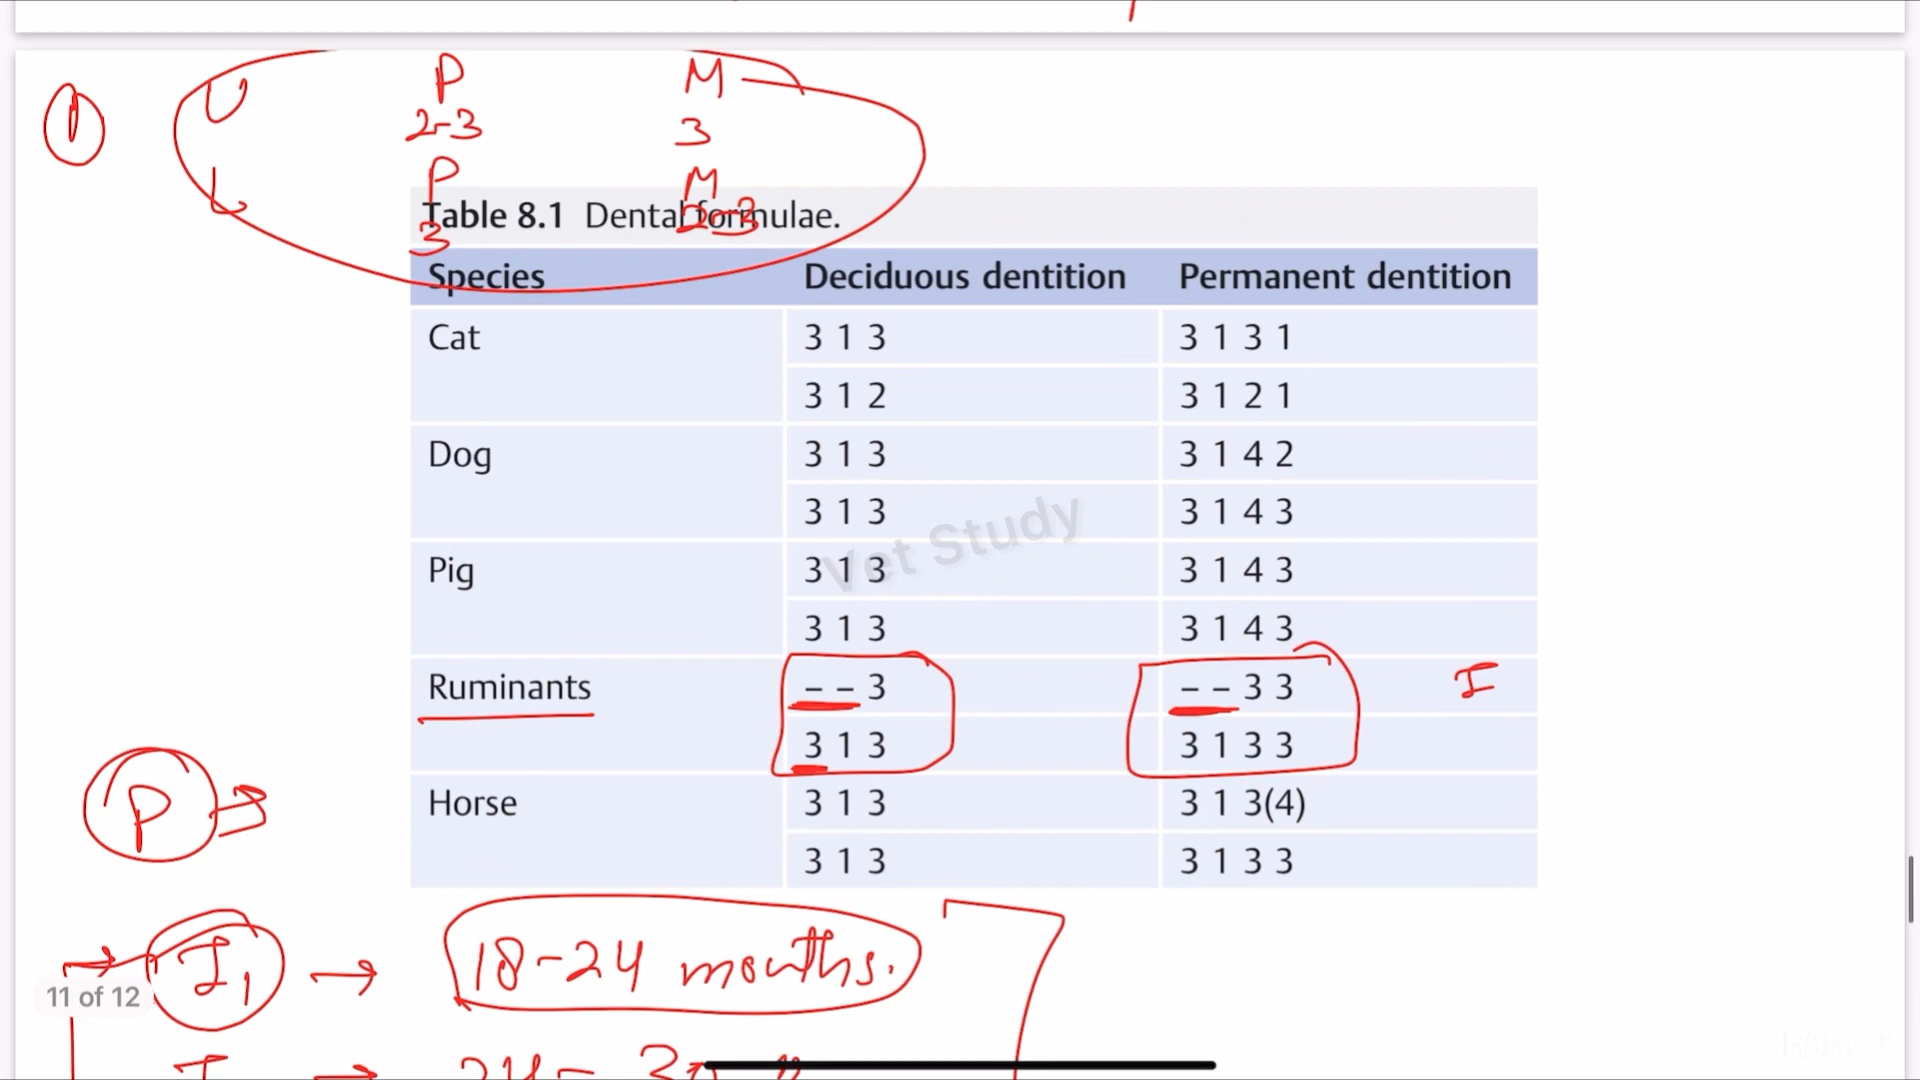 1
U P M
2-3 3
L P M
3 2-3
Table 8.1 Dental formulae.
Species Deciduous dentition Permanent dentition
Cat 3 1 3 3 1 3 1
3 1 2 3 1 2 1
Dog 3 1 3 3 1 4 2
3 1 3 3 1 4 3
Vet Study
Pig 3 1 3 3 1 4 3
3 1 3 3 1 4 3
Ruminants – – 3 – – 3 3 I
3 1 3 3 1 3 3
P →
Horse 3 1 3 3 1 3(4)
3 1 3 3 1 3 3
→ I1 → 18-24 months.
11 of 12